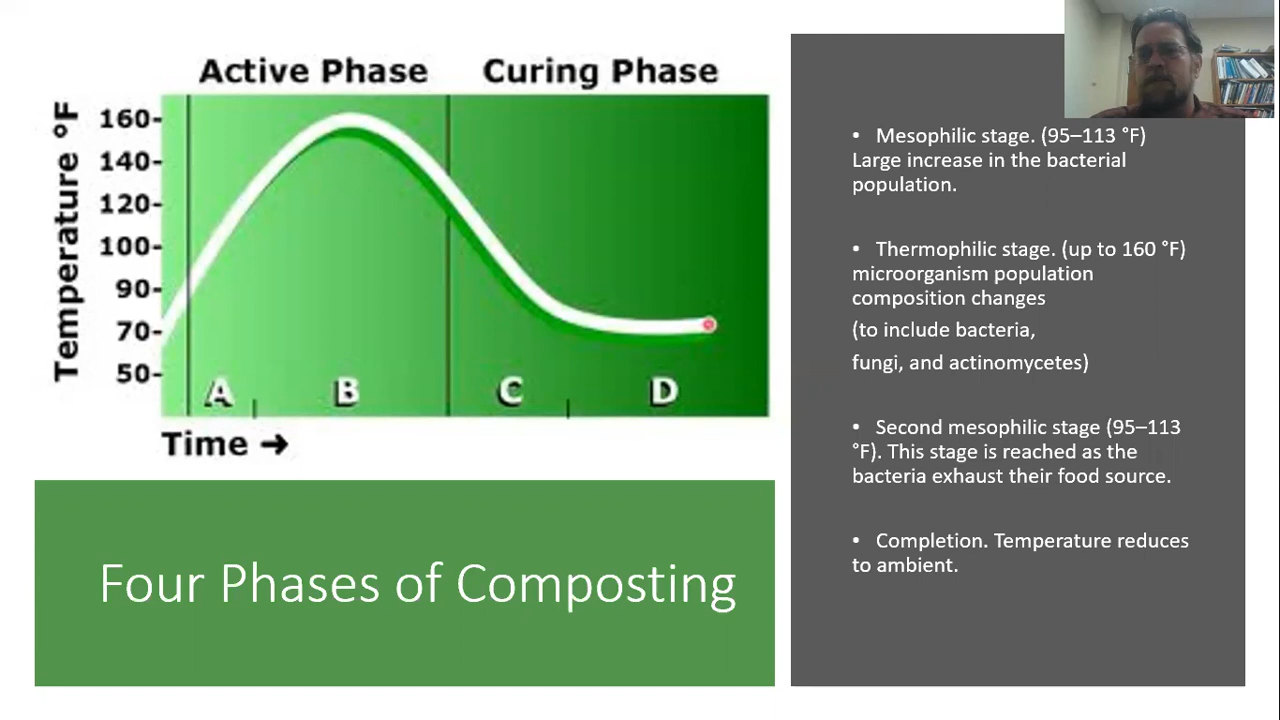 Active Phase Curing Phase
Temperature °F
160-
140-
120-
100-
90-
70-
50-
A B C D
Time ➔
Four Phases of Composting
• Mesophilic stage. (95–113 °F)
Large increase in the bacterial
population.
• Thermophilic stage. (up to 160 °F)
microorganism population
composition changes
(to include bacteria,
fungi, and actinomycetes)
• Second mesophilic stage (95–113
°F). This stage is reached as the
bacteria exhaust their food source.
• Completion. Temperature reduces
to ambient.